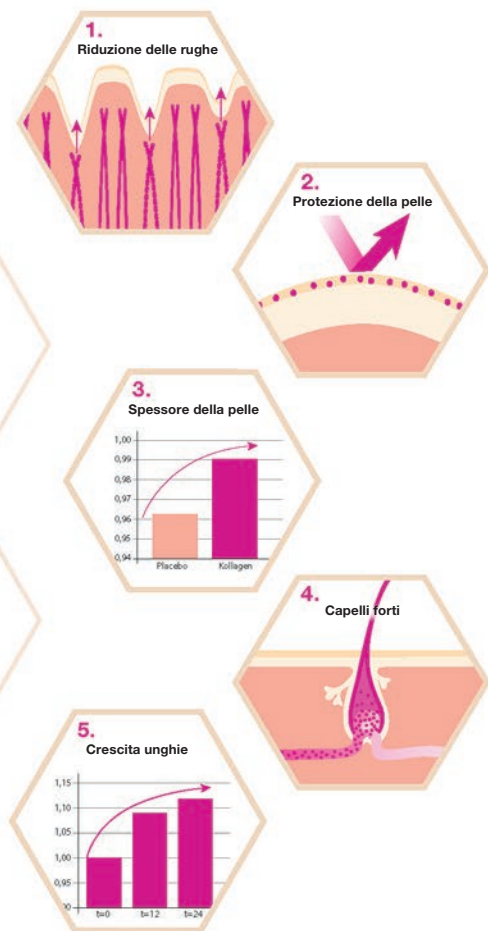 1.
Riduzione delle rughe
2.
Protezione della pelle
3.
Spessore della pelle
1,00
0,99
0,98
0,97
0,96
0,95
0,94
Placebo
Kollagen
4.
Capelli forti
5.
Crescita unghie
1,15
1,10
1,05
1,00
0,95
t=0
t=12
t=24